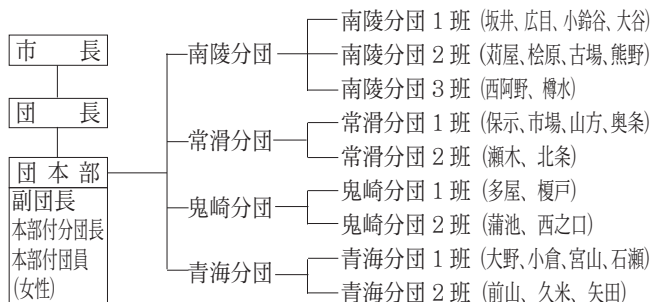 市長
団長
団本部
副団長
本部付分団長
本部付団員
(女性)
南陵分団
南陵分団1班 (坂井、広目、小鈴谷、大谷)
南陵分団2班 (苅屋、桧原、古場、熊野)
南陵分団3班 (西阿野、樽水)
常滑分団
常滑分団1班 (保示、市場、山方、奥条)
常滑分団2班 (瀬木、北条)
鬼崎分団
鬼崎分団1班 (多屋、榎戸)
鬼崎分団2班 (蒲池、西之口)
青海分団
青海分団1班 (大野、小倉、宮山、石瀬)
青海分団2班 (前山、久米、矢田)